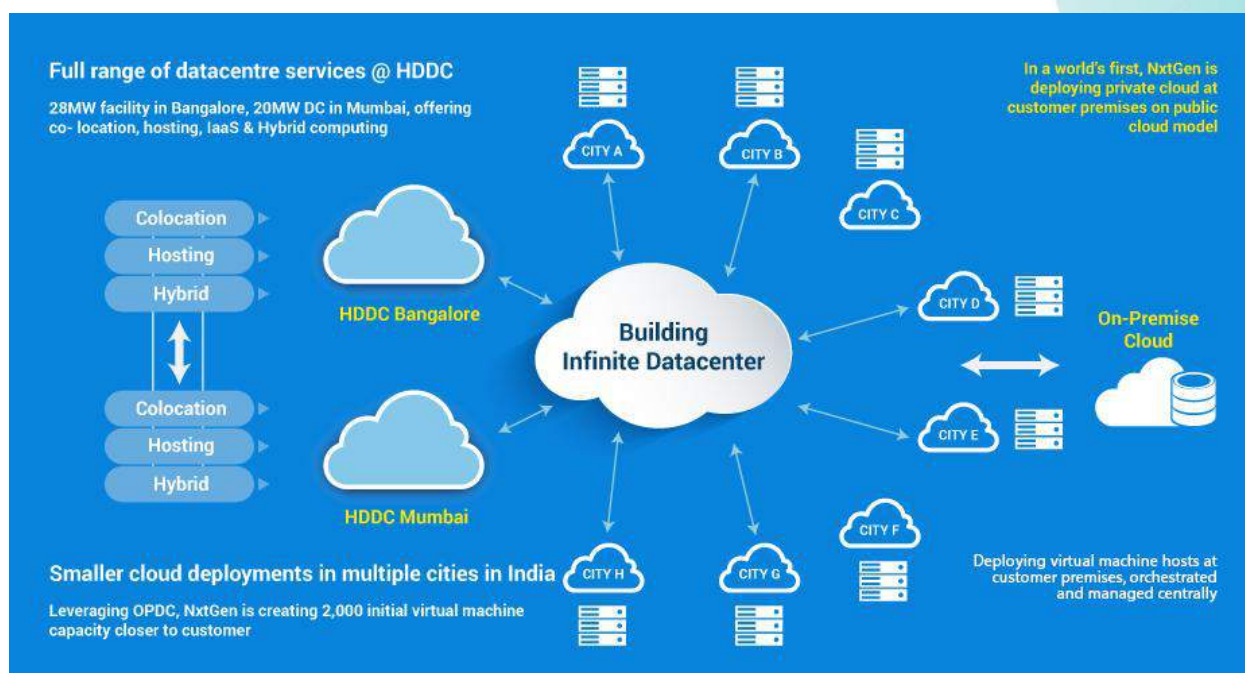 Full range of datacentre services @ HDDC
28MW facility in Bangalore, 20MW DC in Mumbai, offering
co- location, hosting, IaaS & Hybrid computing
In a world's first, NxtGen is
deploying private cloud at
customer premises on public
cloud model
CITY A
CITY B
CITY C
Colocation
Hosting
Hybrid
HDDC Bangalore
Building
Infinite Datacenter
CITY D
On-Premise
Cloud
Colocation
Hosting
Hybrid
HDDC Mumbai
CITY E
CITY F
CITY H
CITY G
Smaller cloud deployments in multiple cities in India
Leveraging OPDC, NxtGen is creating 2,000 initial virtual machine
capacity closer to customer
Deploying virtual machine hosts at
customer premises, orchestrated
and managed centrally